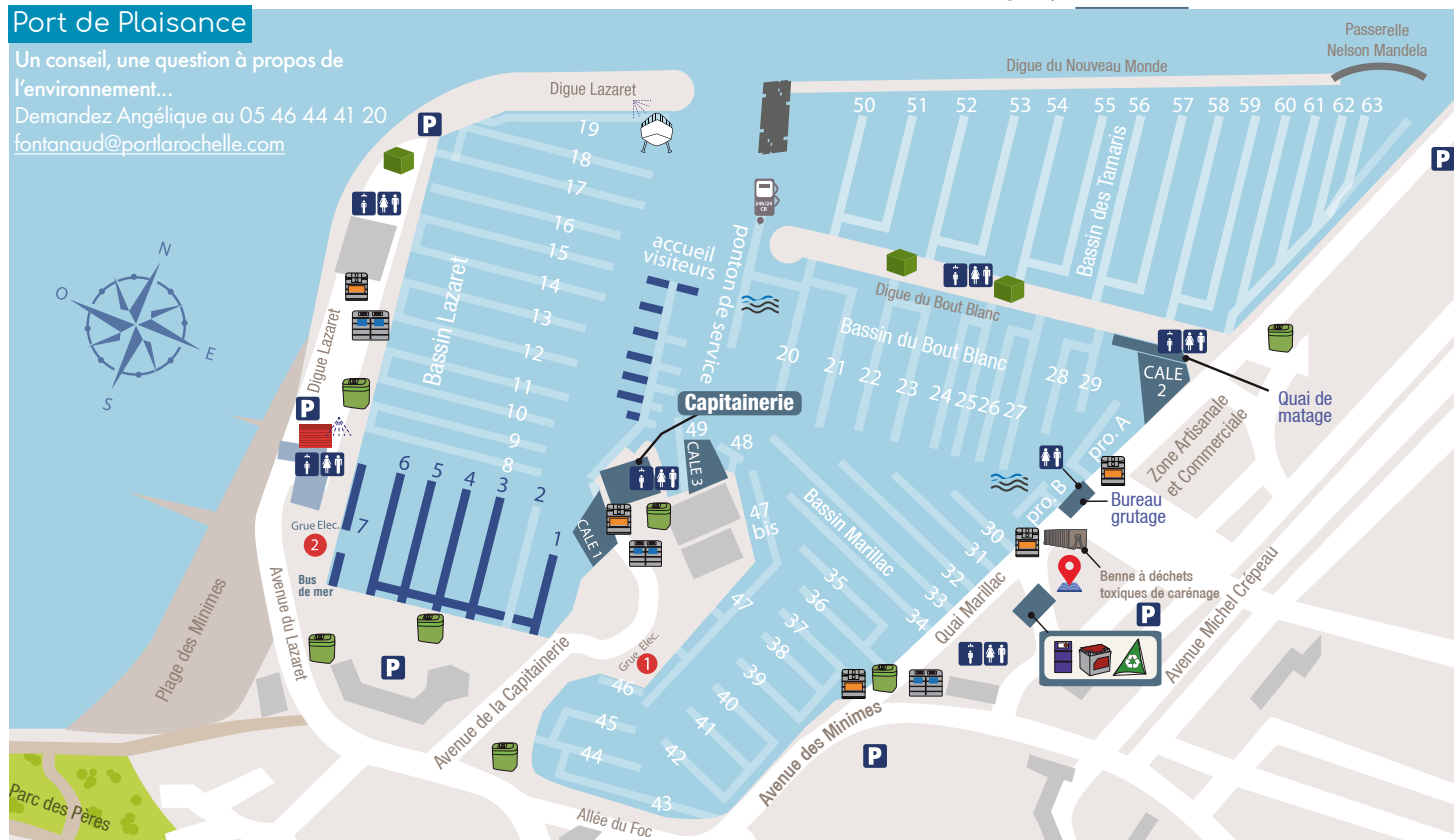 Port de Plaisance
Un conseil, une question à propos de
l'environnement...
Demandez Angélique au 05 46 44 41 20
fontanaud@portlarochelle.com
Passerelle
Nelson Mandela
Digue du Nouveau Monde
Digue Lazaret
P
P
50
51
52
53
54
55
56
57
58
59
60
61
62
63
19
18
17
16
15
14
13
12
11
10
9
8
Bassin Lazaret
Bassin des Tamaris
24h/24
CB
accueil
visiteurs
ponton de service
N
O
E
S
Digue du Bout Blanc
Bassin du Bout Blanc
Digue Lazaret
P
20
21
22
23
24
25
26
27
28
29
CALE
2
Quai de
matage
Capitainerie
49
48
CALE 3
CALE 1
6
5
4
3
2
1
7
Grue Elec.
2
Bus
de mer
pro. A
pro. B
Zone Artisanale
et Commerciale
Bureau
grutage
47
bis
Bassin Marillac
30
31
32
33
34
35
36
37
38
39
40
41
42
43
44
45
46
47
Benne à déchets
toxiques de carénage
Quai Marillac
Avenue Michel Crépeau
P
P
P
Grue Elec.
1
Plage des Minimes
Avenue du Lazaret
Avenue de la Capitainerie
Avenue des Minimes
Allée du Foc
Parc des Pères